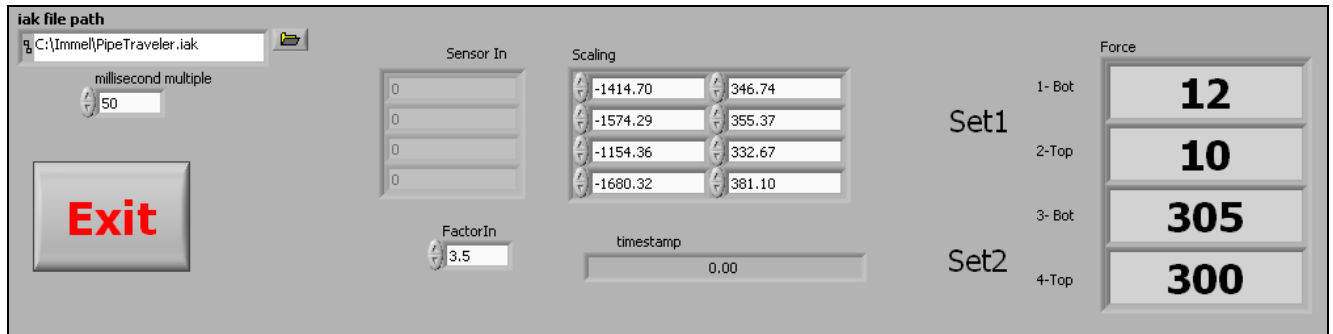 iak file path
C:\Immel\PipeTraveler.iak
millisecond multiple
50
Exit
Sensor In
0
0
0
0
FactorIn
3.5
Scaling
-1414.70 346.74
-1574.29 355.37
-1154.36 332.67
-1680.32 381.10
timestamp
0.00
Force
Set1
1- Bot 12
2-Top 10
Set2
3- Bot 305
4-Top 300